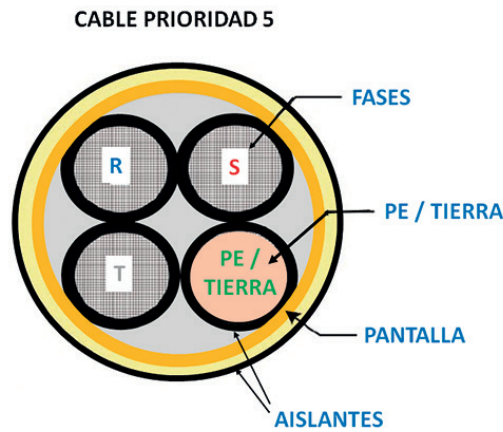 CABLE PRIORIDAD 5
FASES
R
S
PE / TIERRA
T
PE /
TIERRA
PANTALLA
AISLANTES